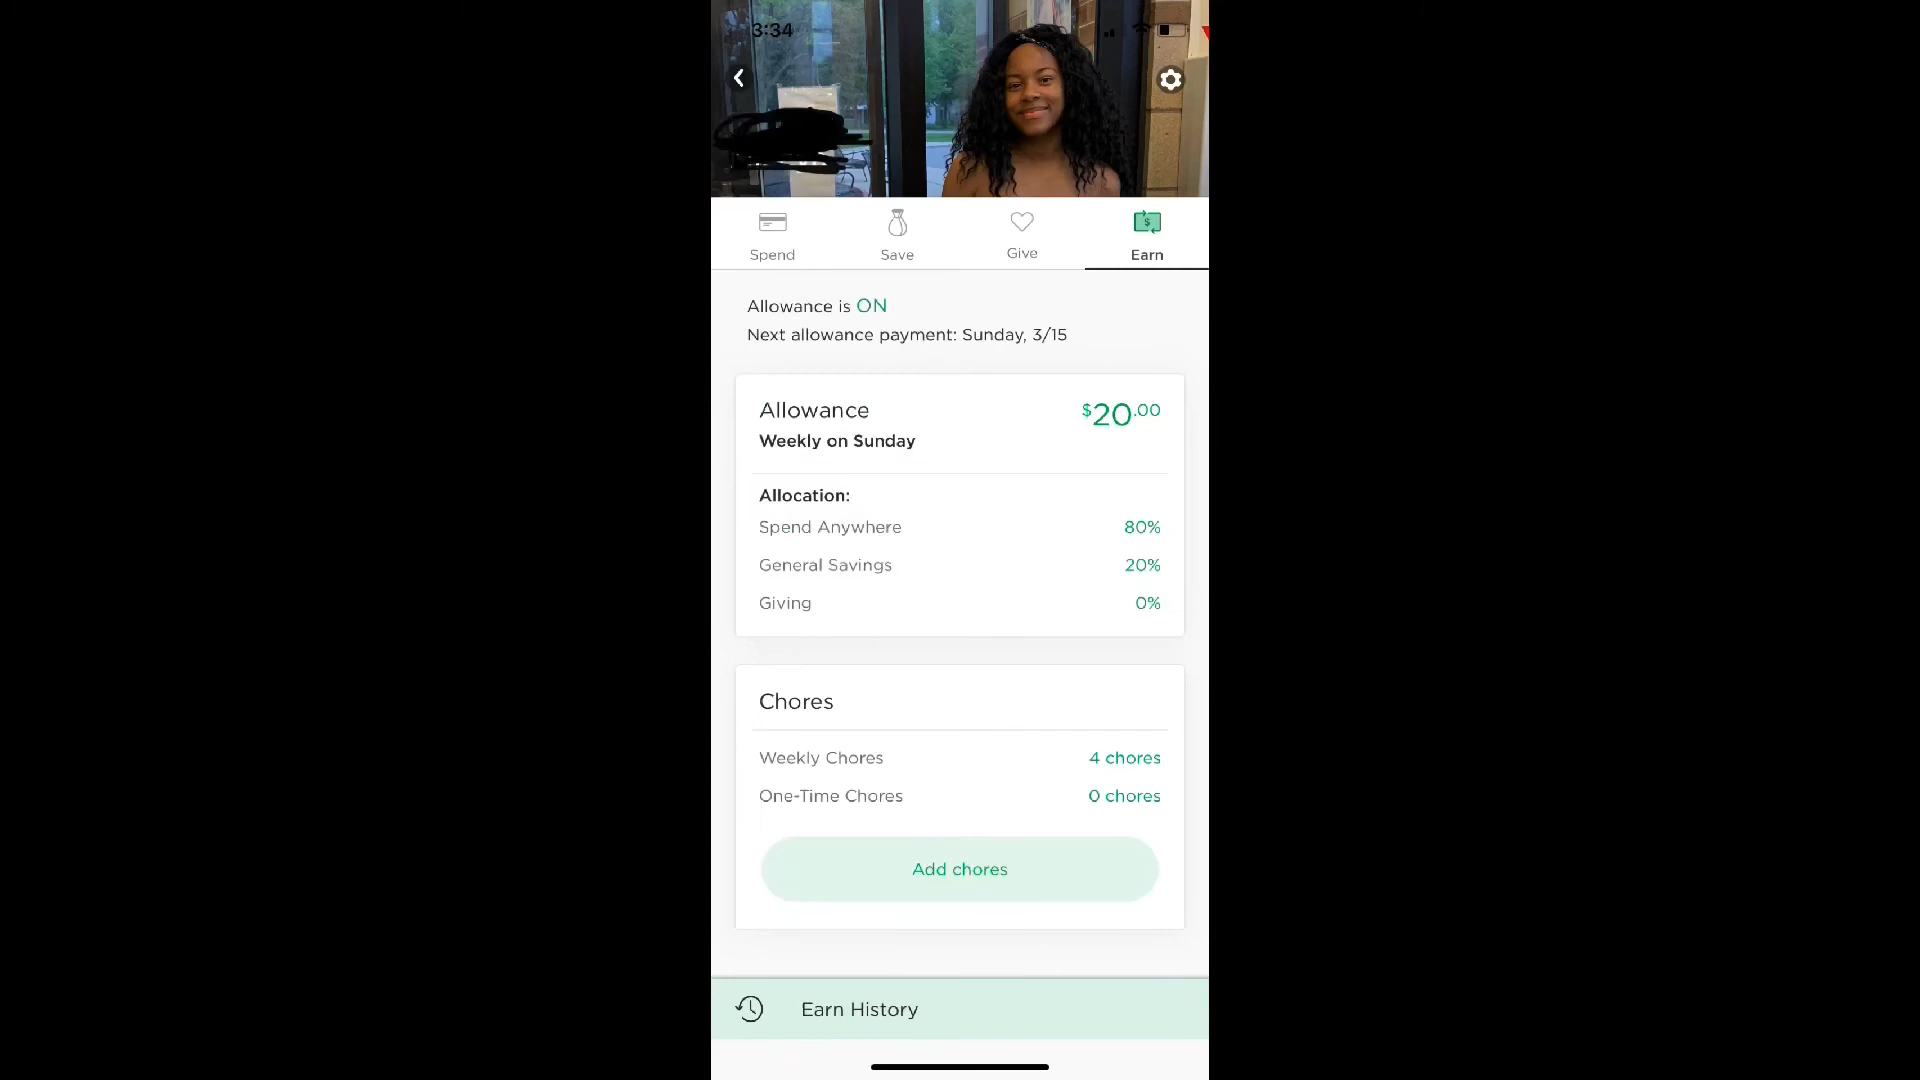 3:34
Spend
Save
Give
Earn
Allowance is ON
Next allowance payment: Sunday, 3/15
Allowance
$20.00
Weekly on Sunday
Allocation:
Spend Anywhere 80%
General Savings 20%
Giving 0%
Chores
Weekly Chores 4 chores
One-Time Chores 0 chores
Add chores
Earn History